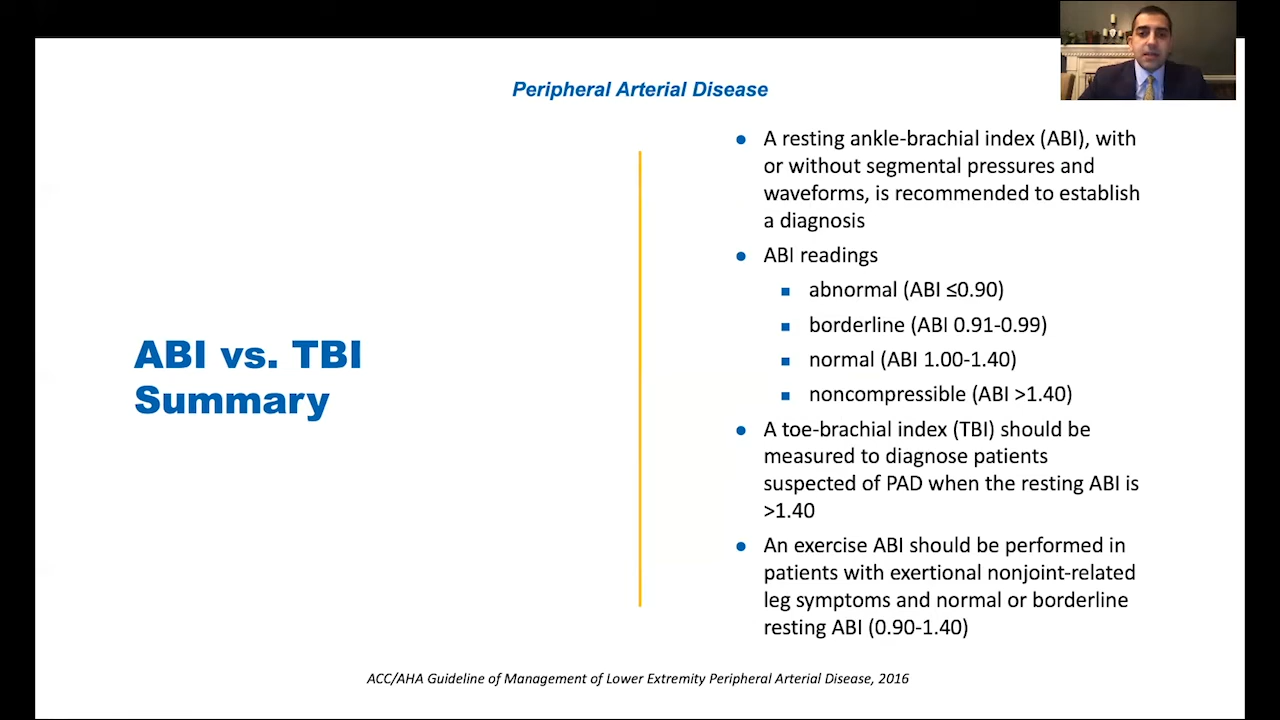 Peripheral Arterial Disease
ABI vs. TBI
Summary
● A resting ankle-brachial index (ABI), with
or without segmental pressures and
waveforms, is recommended to establish
a diagnosis
● ABI readings
■ abnormal (ABI ≤0.90)
■ borderline (ABI 0.91-0.99)
■ normal (ABI 1.00-1.40)
■ noncompressible (ABI >1.40)
● A toe-brachial index (TBI) should be
measured to diagnose patients
suspected of PAD when the resting ABI is
>1.40
● An exercise ABI should be performed in
patients with exertional nonjoint-related
leg symptoms and normal or borderline
resting ABI (0.90-1.40)
ACC/AHA Guideline of Management of Lower Extremity Peripheral Arterial Disease, 2016